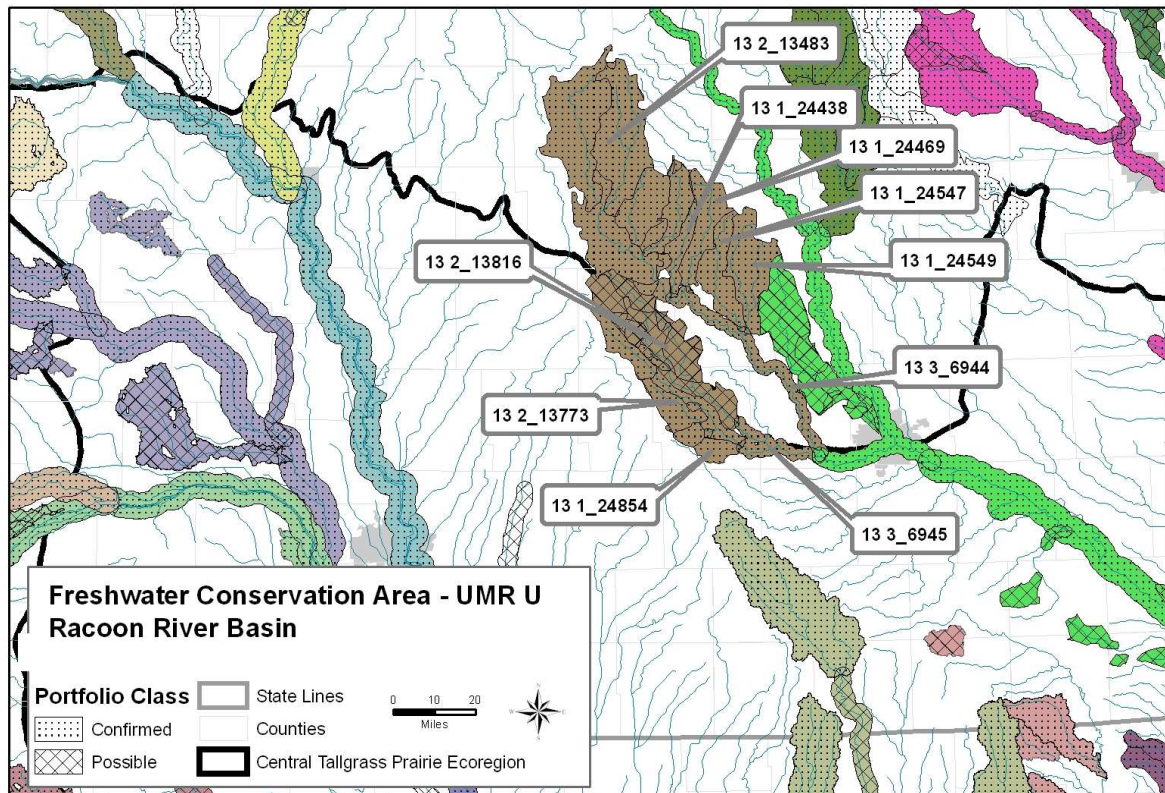 13 2_13483
13 1_24438
13 1_24469
13 1_24547
13 2_13816
13 1_24549
13 3_6944
13 2_13773
13 1_24854
13 3_6945
Freshwater Conservation Area - UMR U
Racoon River Basin
Portfolio Class
Confirmed
Possible
State Lines
Counties
Central Tallgrass Prairie Ecoregion
0 10 20
Miles
N
W E
S